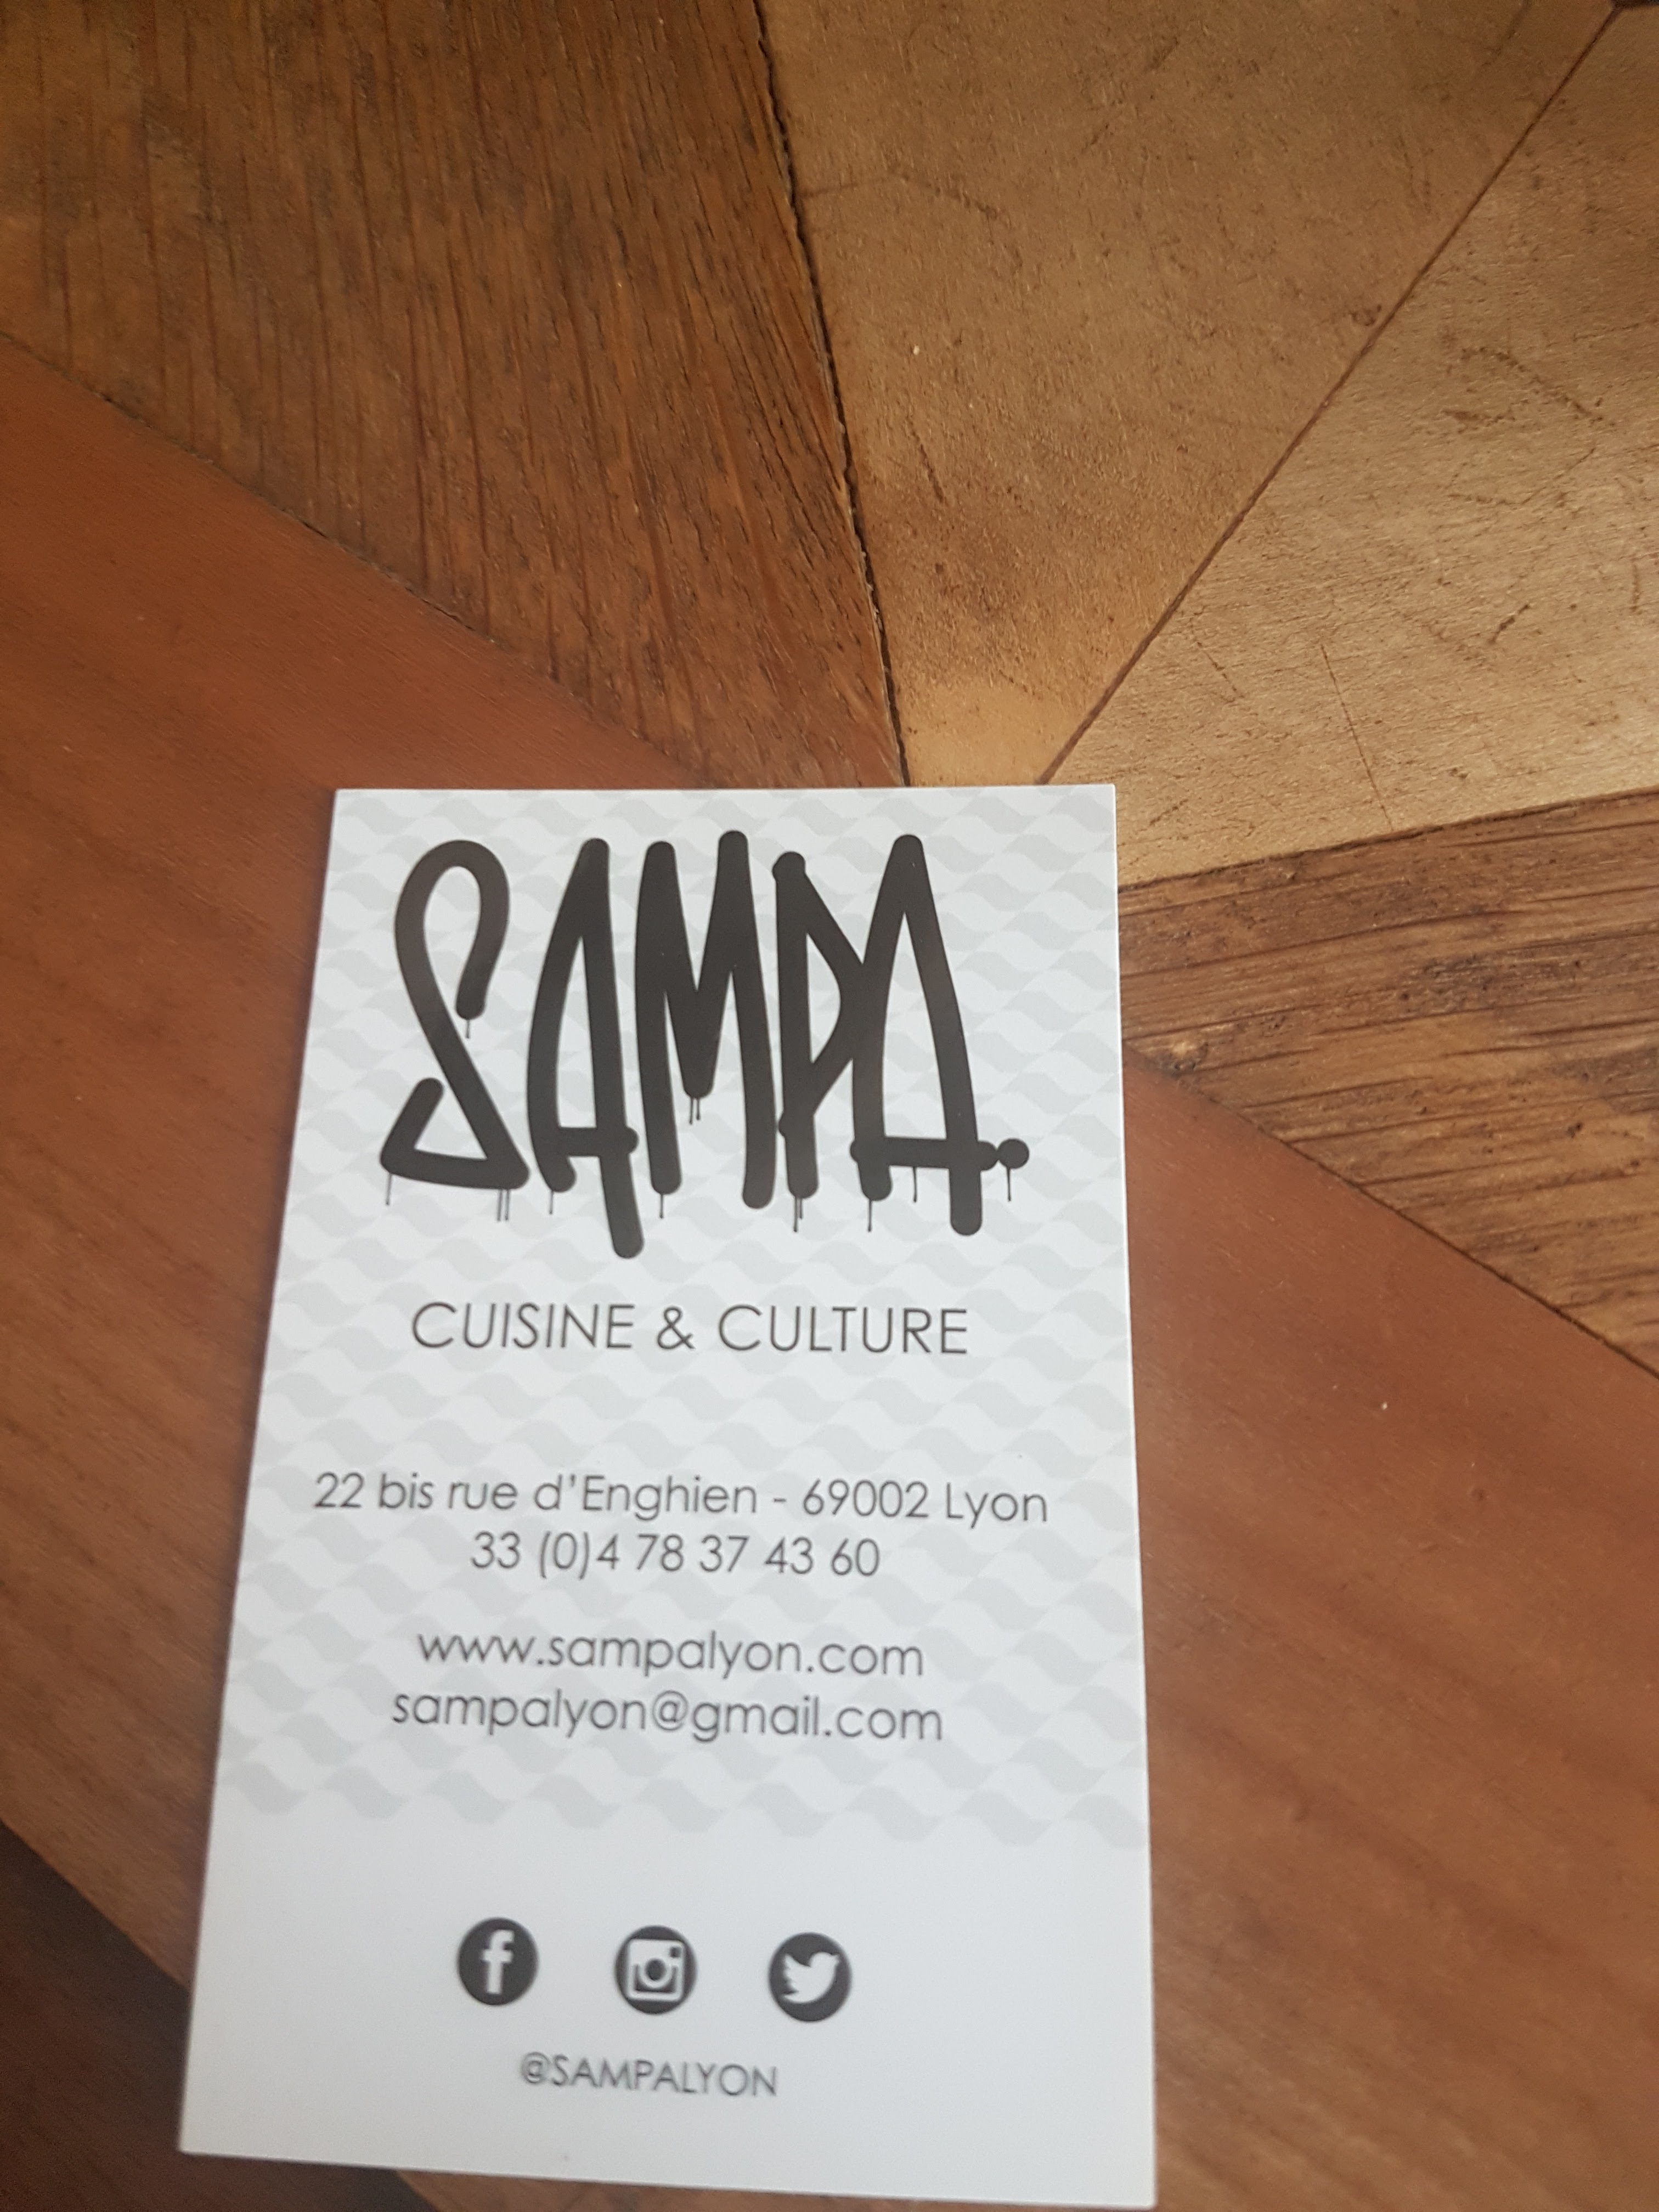 SAMPA.
CUISINE & CULTURE
22 bis rue d'Enghien - 69002 Lyon
33 (0)4 78 37 43 60
www.sampalyon.com
sampalyon@gmail.com
@SAMPALYON